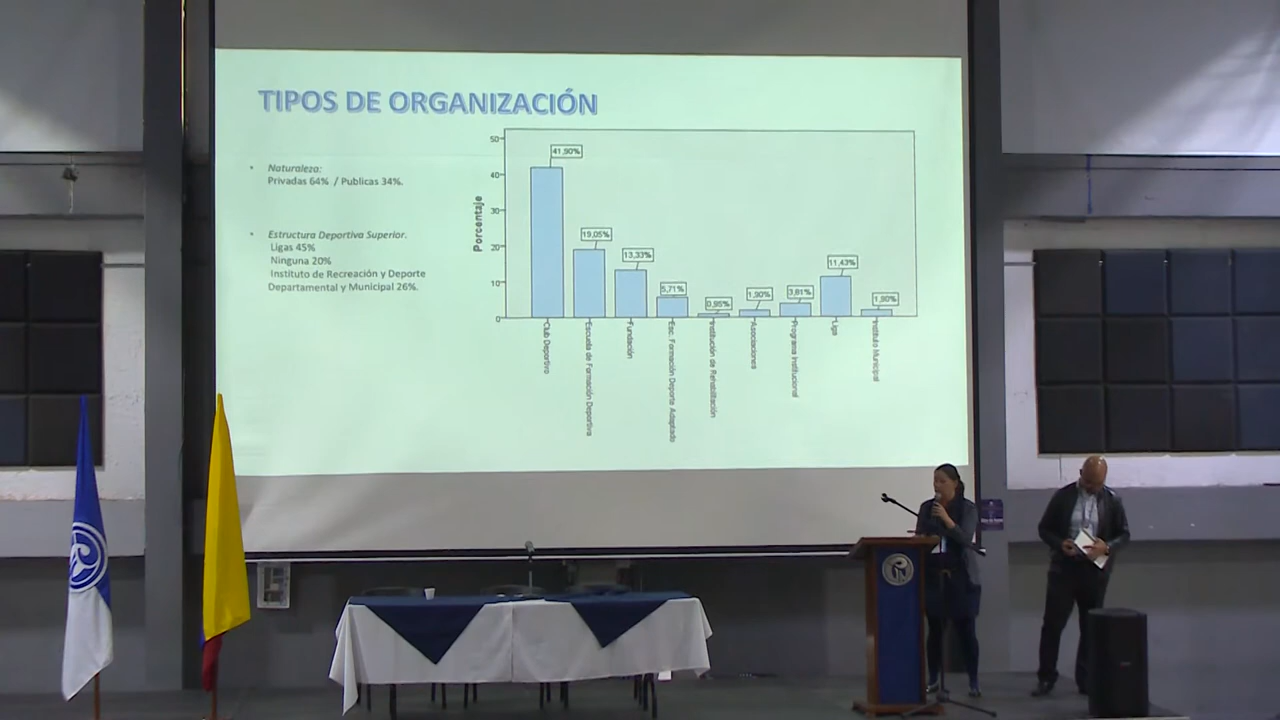 TIPOS DE ORGANIZACIÓN
• Naturaleza:
Privadas 64% / Publicas 34%.
• Estructura Deportiva Superior.
Ligas 45%
Ninguna 20%
Instituto de Recreación y Deporte
Departamental y Municipal 26%.
Porcentaje
50
40
30
20
10
0
41,90%
19,05%
13,33%
5,71%
0,95%
1,90%
3,81%
11,43%
1,90%
Club Deportivo
Escuela de Formación Deportiva
Fundación
Esc. Formación Deporte Adaptado
Institución de Rehabilitación
Asociaciones
Programa Institucional
Liga
Instituto Municipal